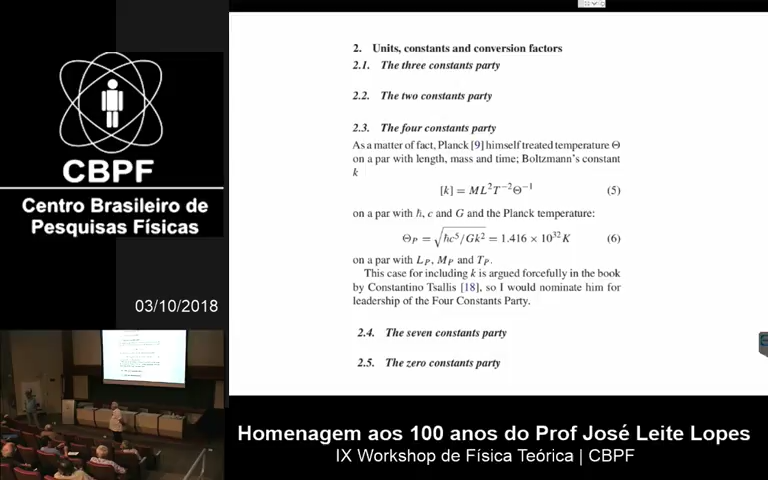 CBPF
Centro Brasileiro de
Pesquisas Físicas
03/10/2018
2. Units, constants and conversion factors
2.1. The three constants party
2.2. The two constants party
2.3. The four constants party
As a matter of fact, Planck [9] himself treated temperature Θ
on a par with length, mass and time; Boltzmann's constant
k
[k] = ML²T⁻²Θ⁻¹ (5)
on a par with ℏ, c and G and the Planck temperature:
Θ_P = √(ℏc⁵/Gk²) = 1.416 × 10³² K (6)
on a par with L_P, M_P and T_P.
This case for including k is argued forcefully in the book
by Constantino Tsallis [18], so I would nominate him for
leadership of the Four Constants Party.
2.4. The seven constants party
2.5. The zero constants party
Homenagem aos 100 anos do Prof José Leite Lopes
IX Workshop de Física Teórica | CBPF